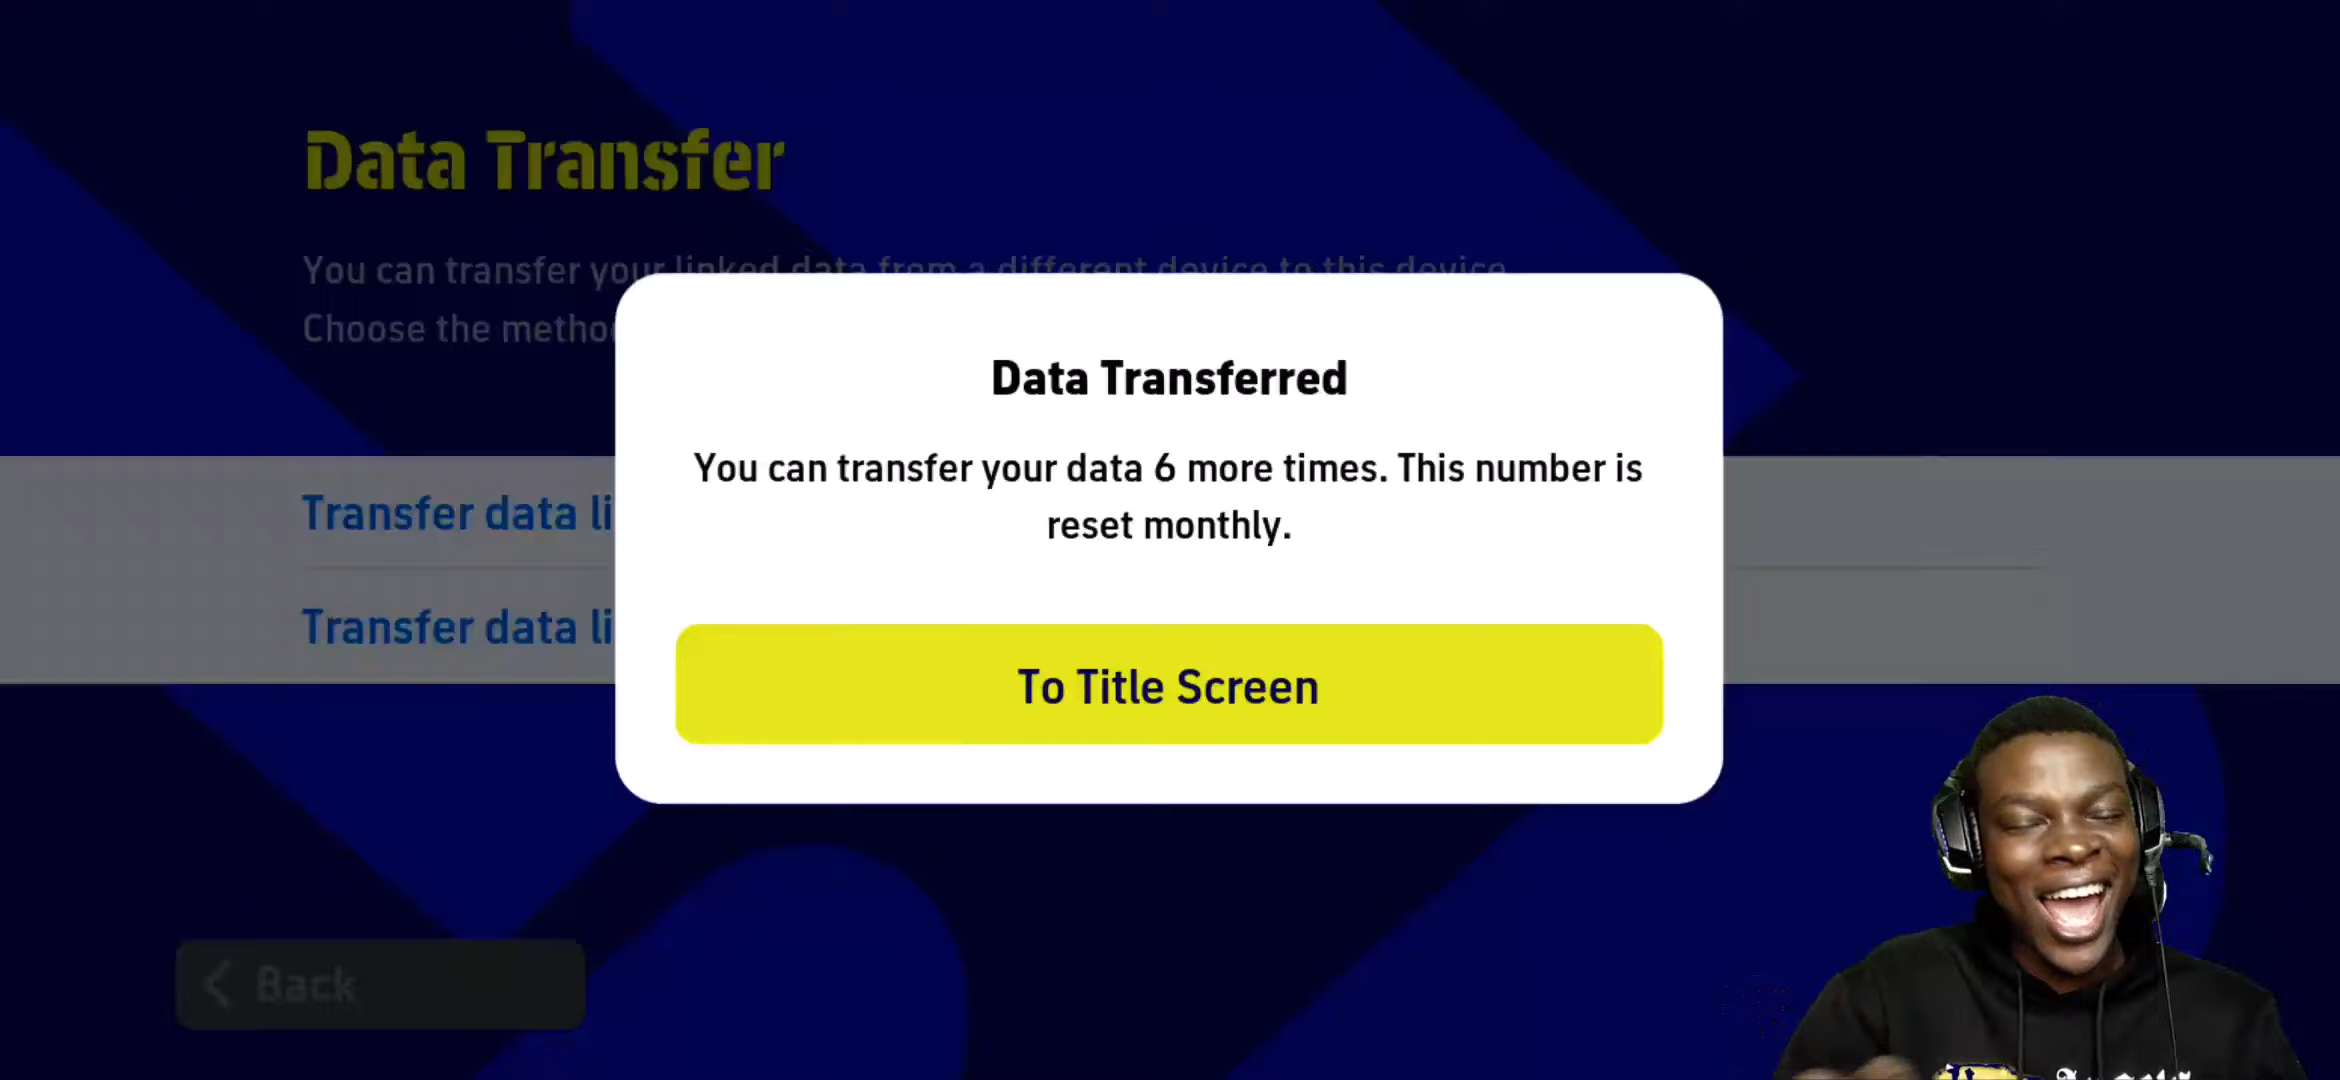 Data Transfer
You can transfer your linked data from a different device to this device.
Choose the metho
Data Transferred
You can transfer your data 6 more times. This number is
reset monthly.
Transfer data li
Transfer data li
To Title Screen
Back